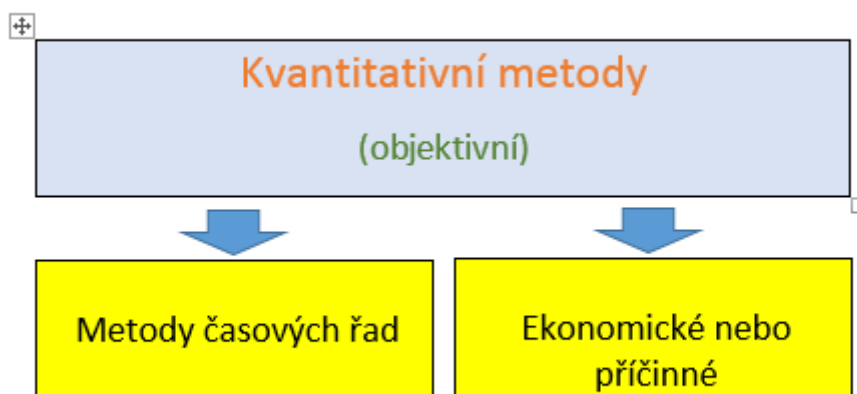 Kvantitativní metody
(objektivní)
Metody časových řad
Ekonomické nebo
příčinné